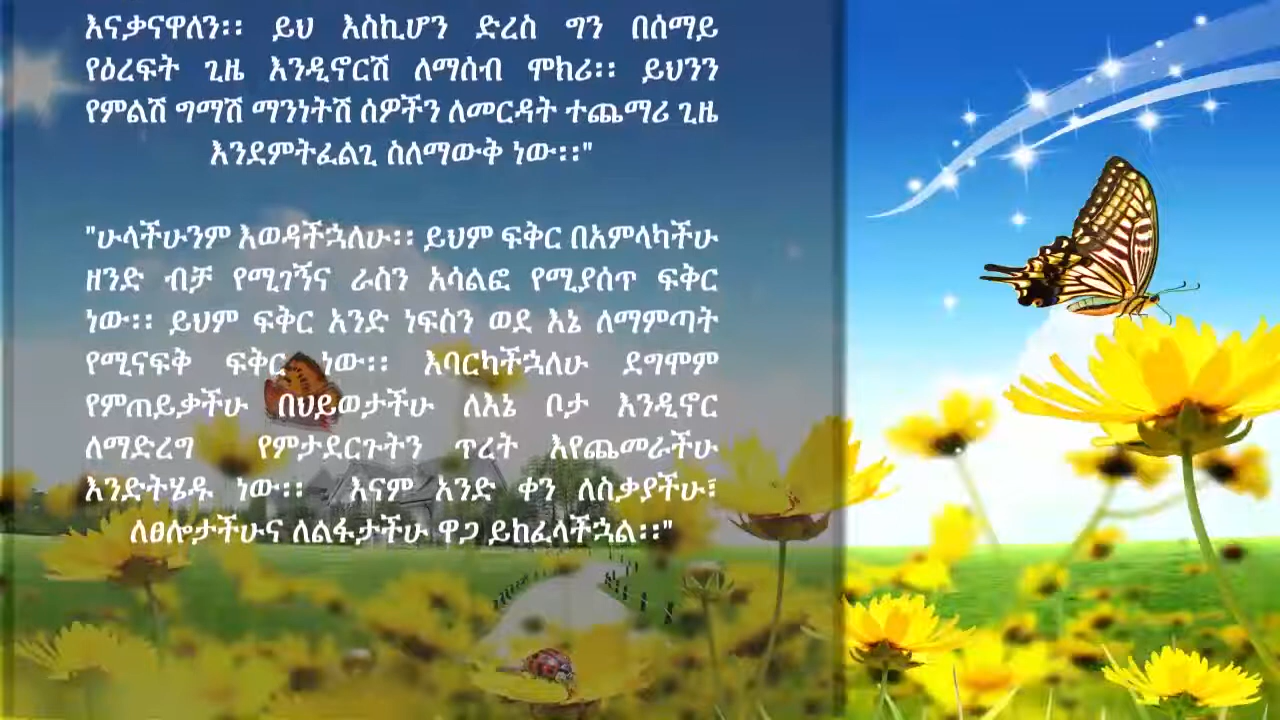 እናቃናዋለን፡፡ ይህ እስኪሆን ድረስ ግን በሰማይ
የዕረፍት ጊዜ እንዲኖርሽ ለማሰብ ሞክሪ፡፡ ይህንን
የምልሽ ግማሽ ማንነትሽ ሰዎችን ለመርዳት ተጨማሪ ጊዜ
እንደምትፈልጊ ስለማውቅ ነው፡፡"
"ሁላችሁንም እወዳችኋለሁ፡፡ ይህም ፍቅር በአምላካችሁ
ዘንድ ብቻ የሚገኝና ራስን አሳልፎ የሚያሰጥ ፍቅር
ነው፡፡ ይህም ፍቅር አንድ ነፍስን ወደ እኔ ለማምጣት
የሚናፍቅ ፍቅር ነው፡፡ እባርካችኋለሁ ደግሞም
የምጠይቃችሁ በህይወታችሁ ለእኔ ቦታ እንዲኖር
ለማድረግ የምታደርጉትን ጥረት እየጨመራችሁ
እንድትሄዱ ነው፡፡ እናም አንድ ቀን ለስቃያችሁ፣
ለፀሎታችሁና ለልፋታችሁ ዋጋ ይከፈላችኋል፡፡"